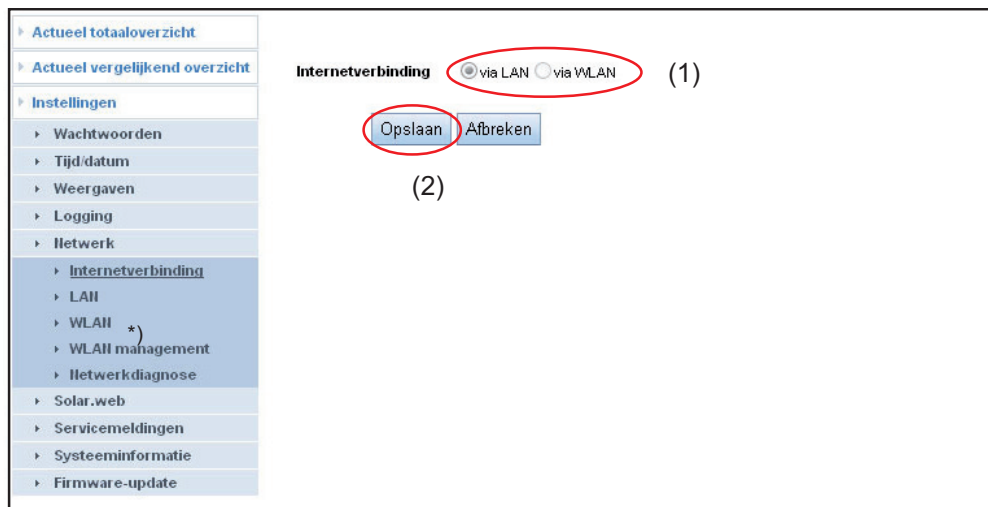 Actueel totaaloverzicht
Actueel vergelijkend overzicht
Instellingen
Wachtwoorden
Tijd/datum
Weergaven
Logging
Netwerk
Internetverbinding
LAN
WLAN
*)
WLAN management
Netwerkdiagnose
Solar.web
Servicemeldingen
Systeeminformatie
Firmware-update
Internetverbinding via LAN via WLAN (1)
Opslaan Afbreken
(2)